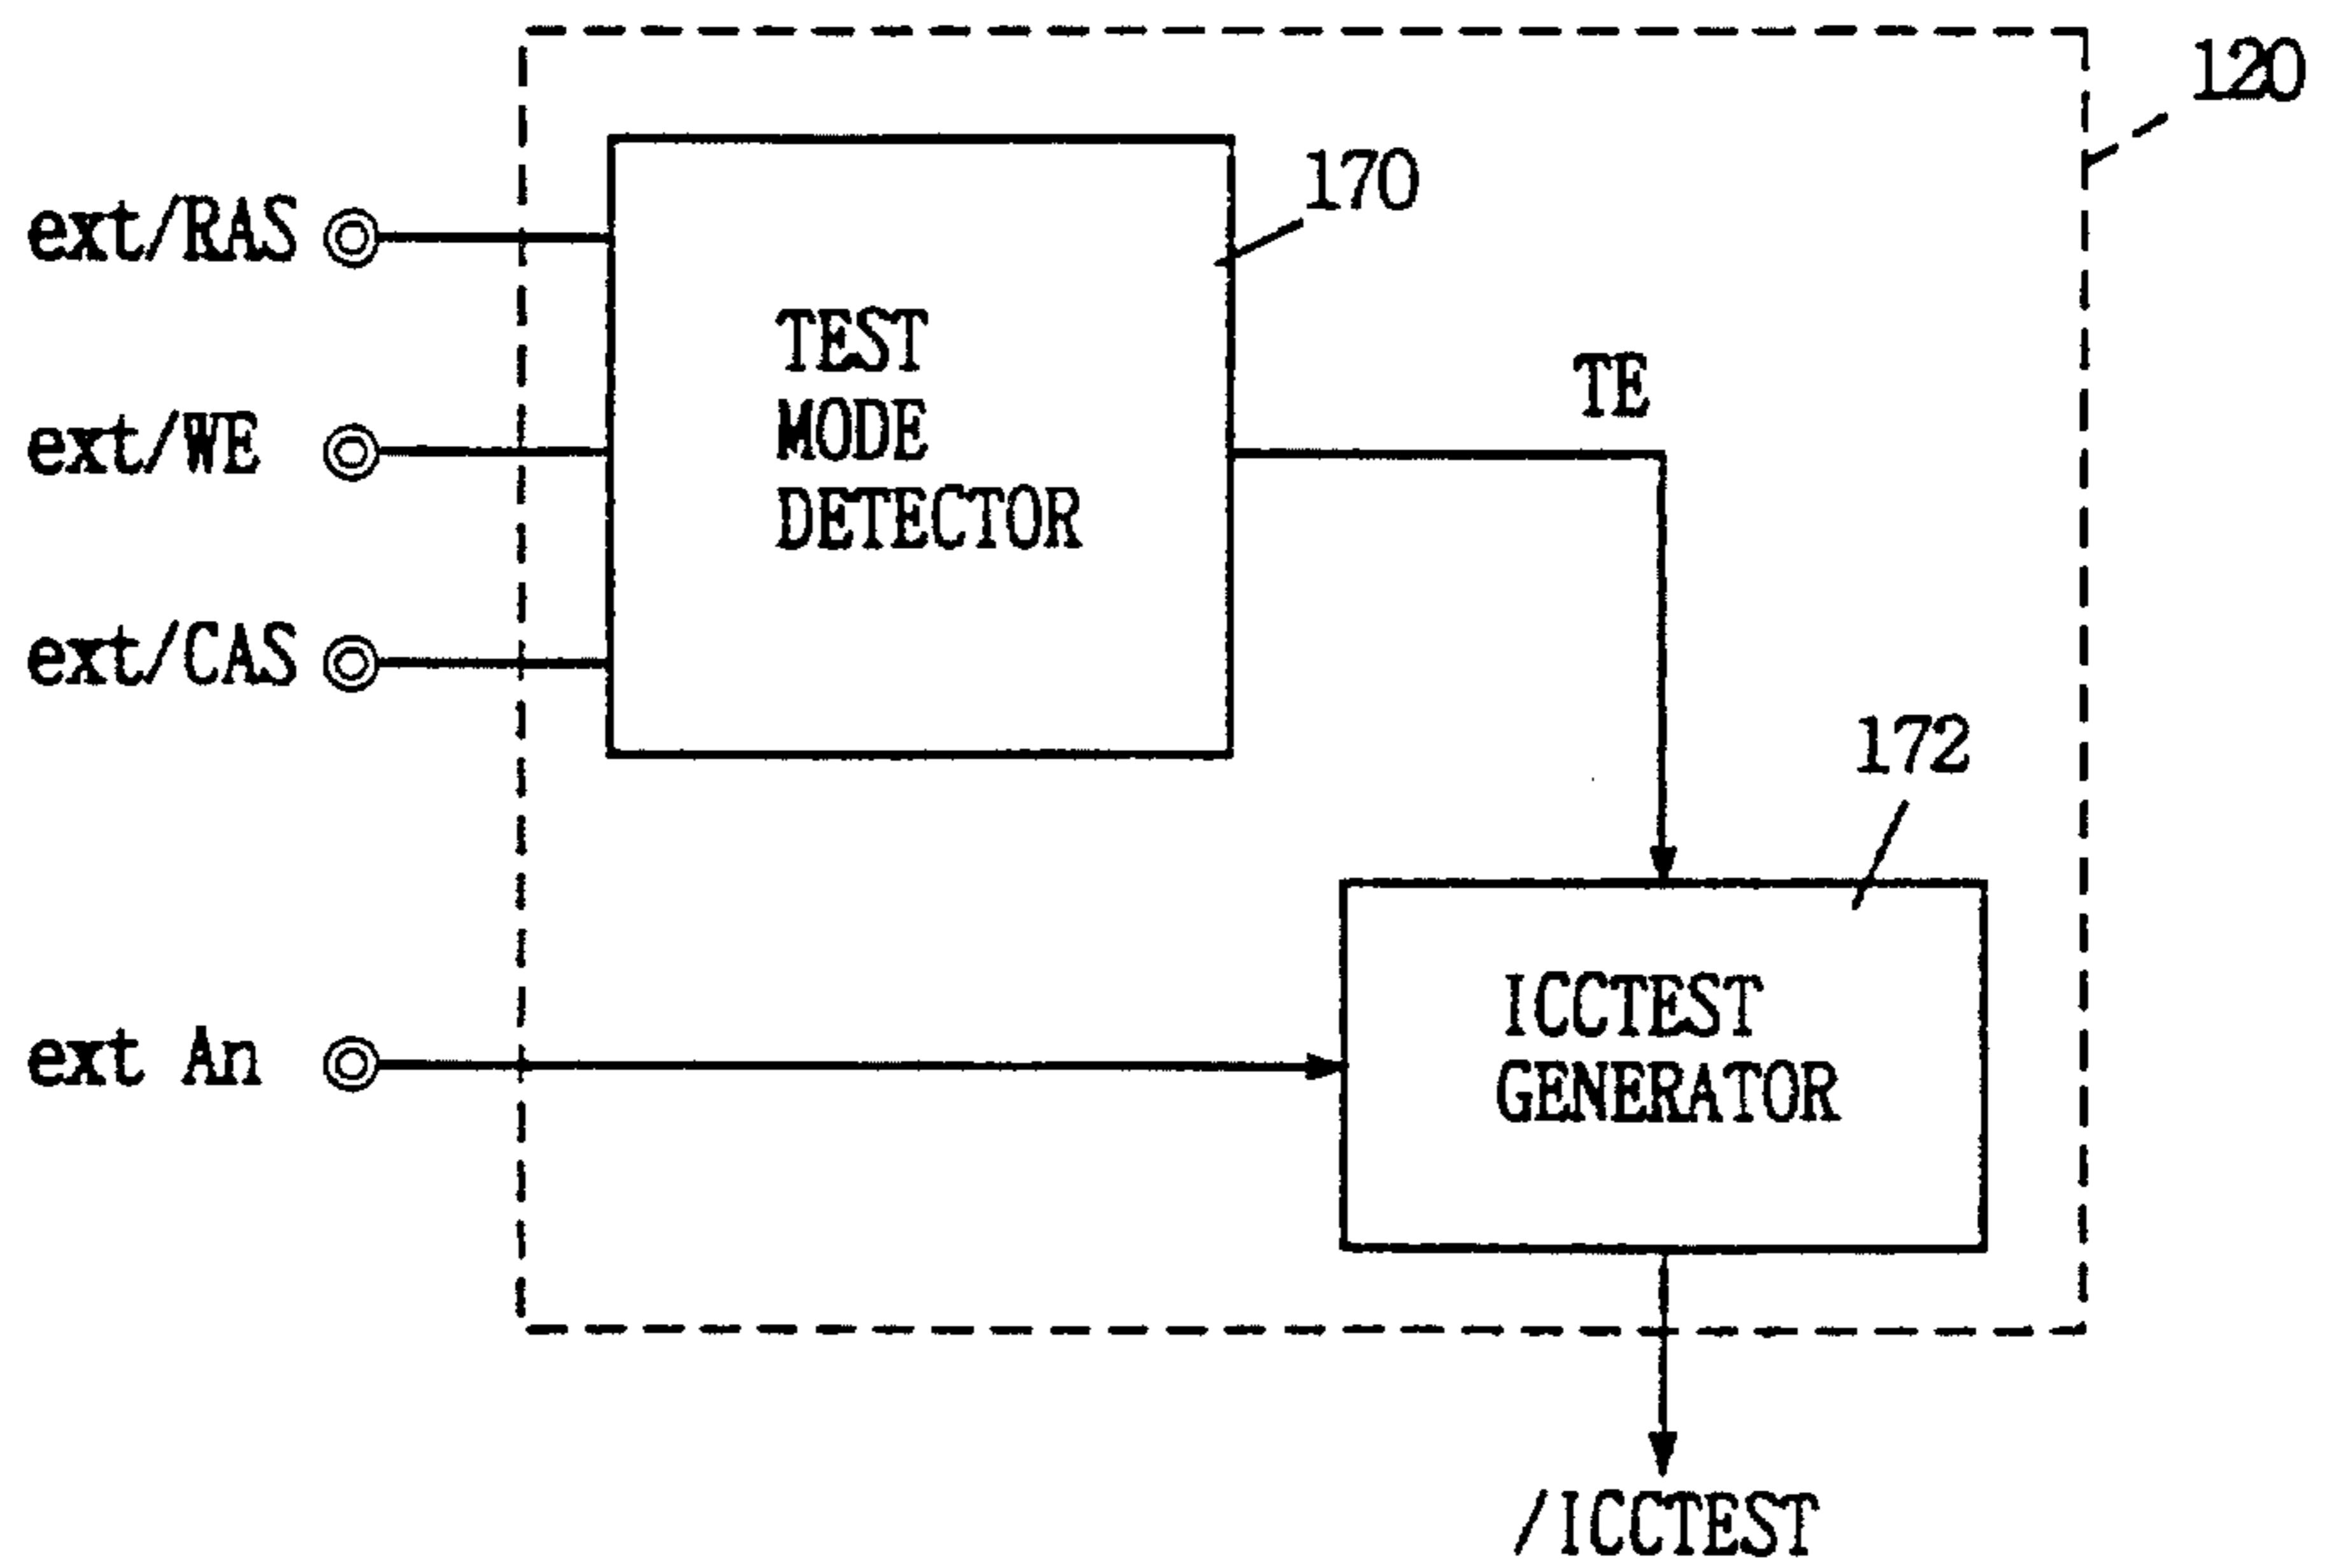 120
170
ext/RAS
TEST
MODE
DETECTOR
TE
ext/WE
ext/CAS
172
ICCTEST
GENERATOR
ext An
/ICCTEST